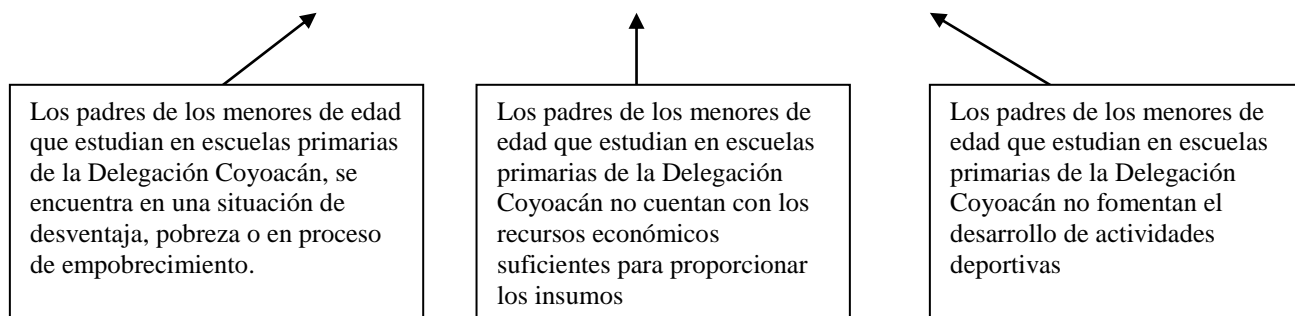 Los padres de los menores de edad
que estudian en escuelas primarias
de la Delegación Coyoacán, se
encuentra en una situación de
desventaja, pobreza o en proceso
de empobrecimiento.
Los padres de los menores de
edad que estudian en escuelas
primarias de la Delegación
Coyoacán no cuentan con los
recursos económicos
suficientes para proporcionar
los insumos
Los padres de los menores de
edad que estudian en escuelas
primarias de la Delegación
Coyoacán no fomentan el
desarrollo de actividades
deportivas